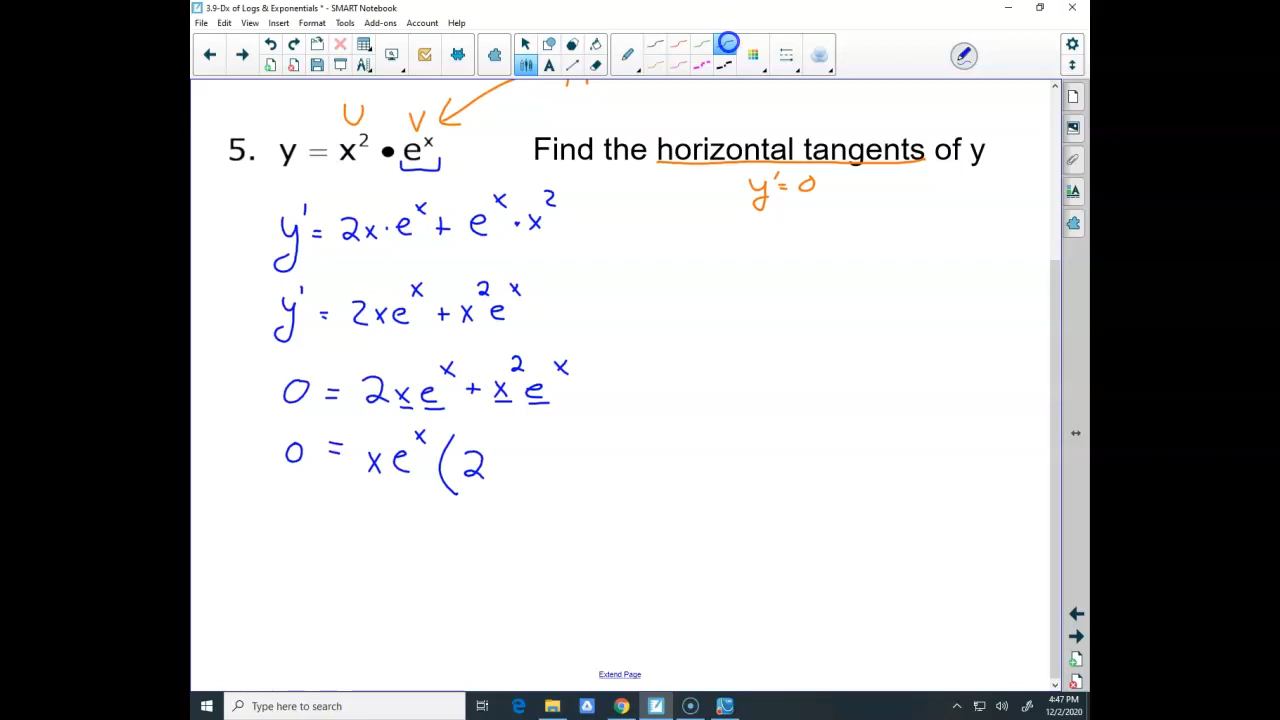 3.9-Dx of Logs & Exponentials * - SMART Notebook
File Edit View Insert Format Tools Add-ons Account Help
U V
5. y = x² • eˣ Find the horizontal tangents of y
y' = 0
y' = 2x · eˣ + eˣ · x²
y' = 2xeˣ + x²eˣ
0 = 2xeˣ + x²eˣ
0 = xeˣ (2
Extend Page
Type here to search
4:47 PM
12/2/2020